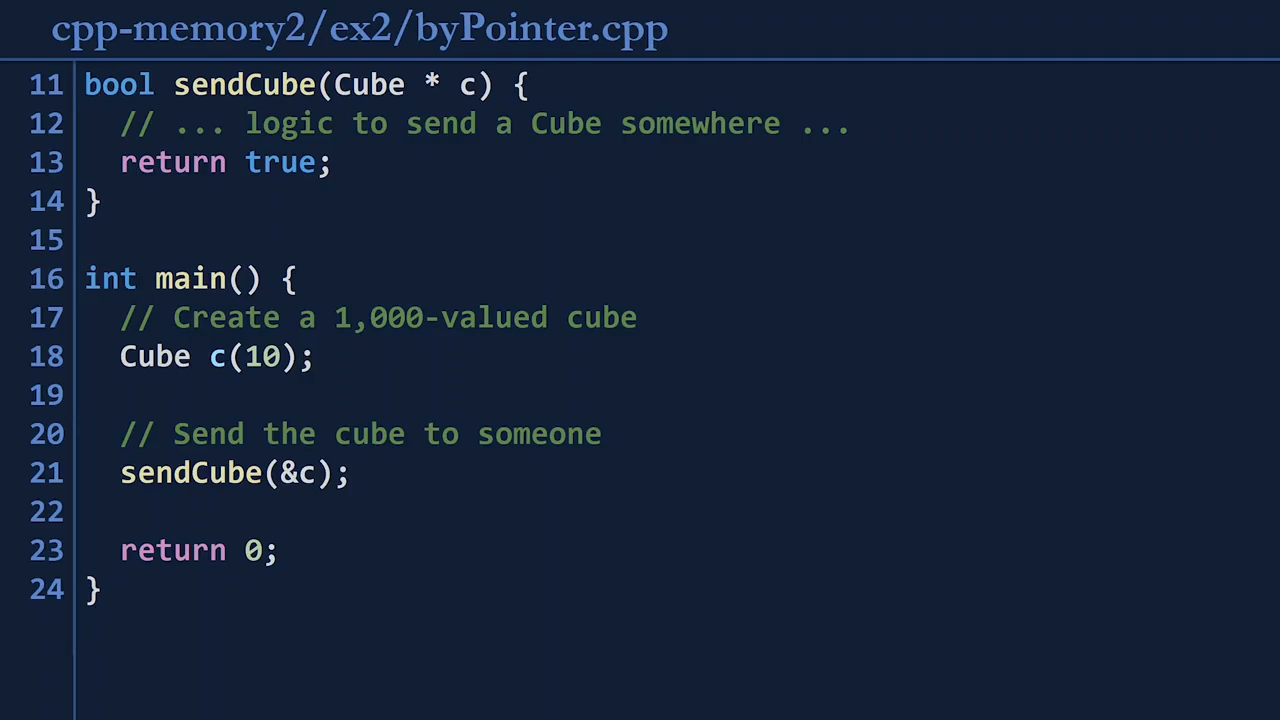 cpp-memory2/ex2/byPointer.cpp
11 bool sendCube(Cube * c) {
12   // ... logic to send a Cube somewhere ...
13   return true;
14 }
15
16 int main() {
17   // Create a 1,000-valued cube
18   Cube c(10);
19
20   // Send the cube to someone
21   sendCube(&c);
22
23   return 0;
24 }